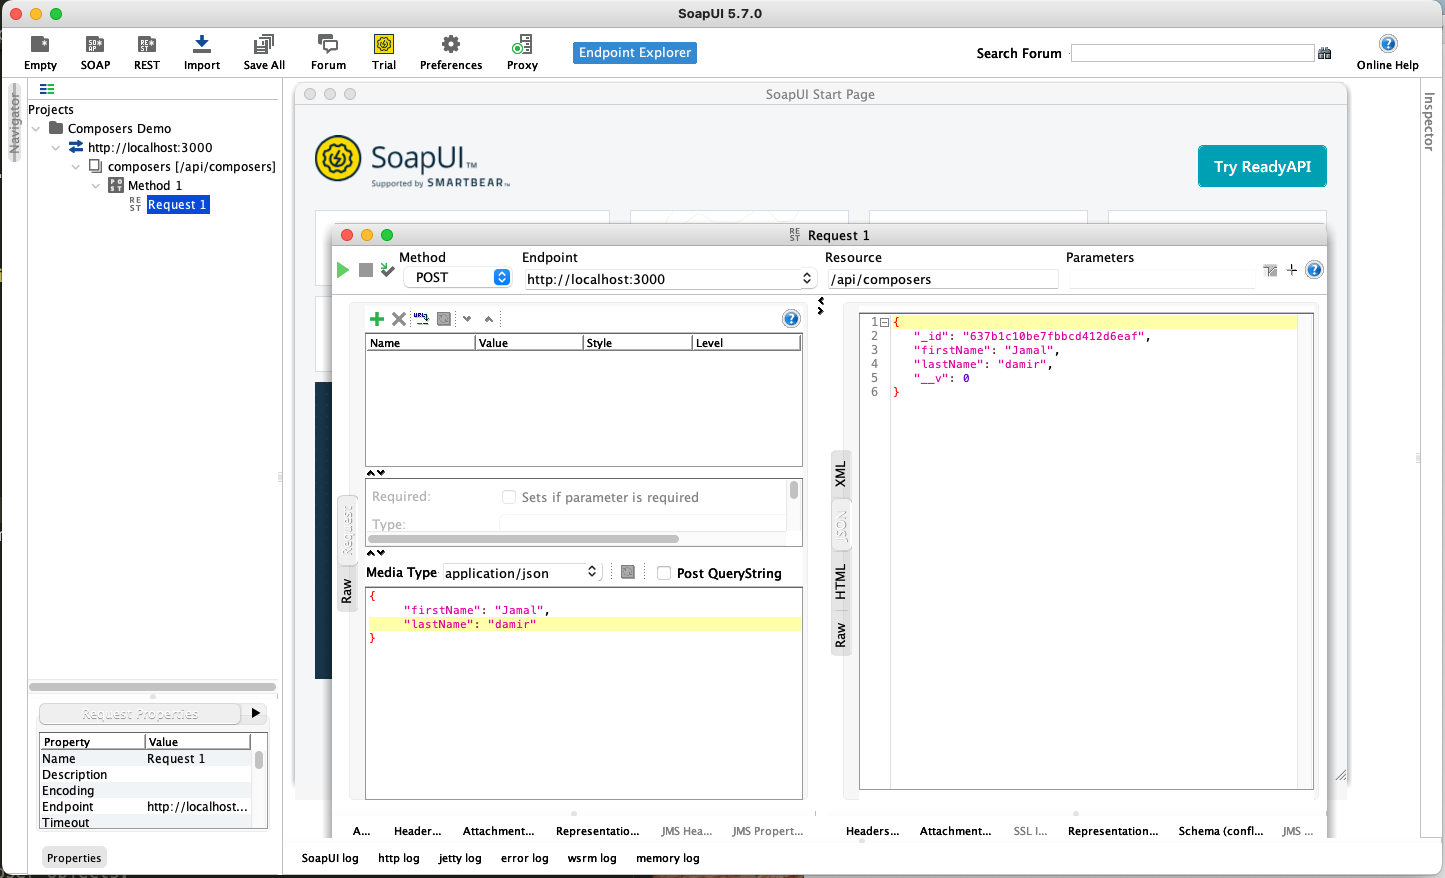 SoapUI 5.7.0
Empty SOAP REST Import Save All Forum Trial Preferences Proxy Endpoint Explorer Search Forum Online Help
Navigator
Projects
Composers Demo
http://localhost:3000
composers [/api/composers]
Method 1
REST Request 1
SoapUI Start Page
SoapUI™
Supported by SMARTBEAR™
Try ReadyAPI
Inspector
REST Request 1
Method Endpoint Resource Parameters
POST http://localhost:3000 /api/composers
Name Value Style Level
Required: Sets if parameter is required
Type:
Request
Raw
Media Type application/json Post QueryString
{
"firstName": "Jamal",
"lastName": "damir"
}
XML
JSON
HTML
Raw
1 {
2 "_id": "637b1c10be7fbbcd412d6eaf",
3 "firstName": "Jamal",
4 "lastName": "damir",
5 "__v": 0
6 }
A... Header... Attachment... Representatio... JMS Hea... JMS Propert...
Headers... Attachment... SSL I... Representation... Schema (confl... JMS ...
Request Properties
Property Value
Name Request 1
Description
Encoding
Endpoint http://localhost...
Timeout
Properties
SoapUI log http log jetty log error log wsrm log memory log